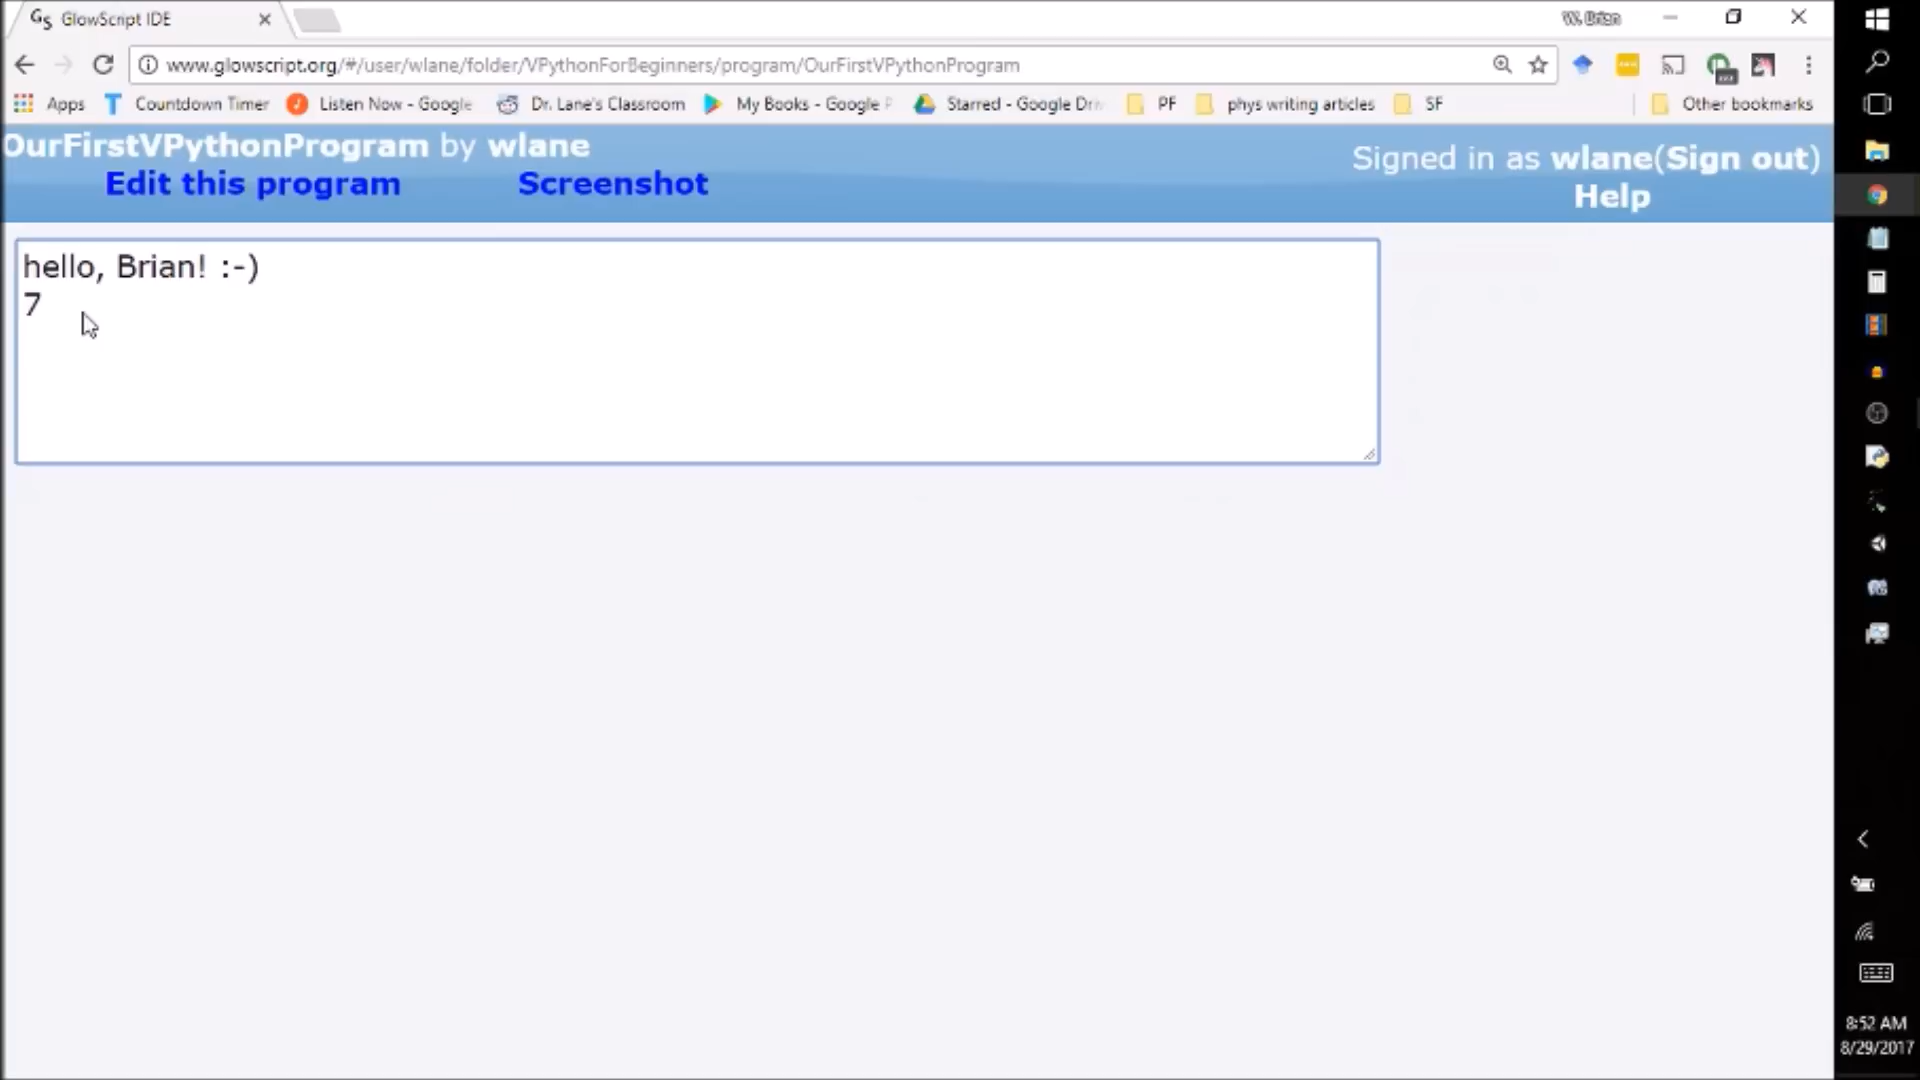 GlowScript IDE
W. Brian
www.glowscript.org/#/user/wlane/folder/VPythonForBeginners/program/OurFirstVPythonProgram
Apps Countdown Timer Listen Now - Google Dr. Lane's Classroom My Books - Google Starred - Google Driv PF phys writing articles SF Other bookmarks
OurFirstVPythonProgram by wlane
Signed in as wlane(Sign out)
Edit this program Screenshot
Help
hello, Brian! :-)
7
8:52 AM
8/29/2017